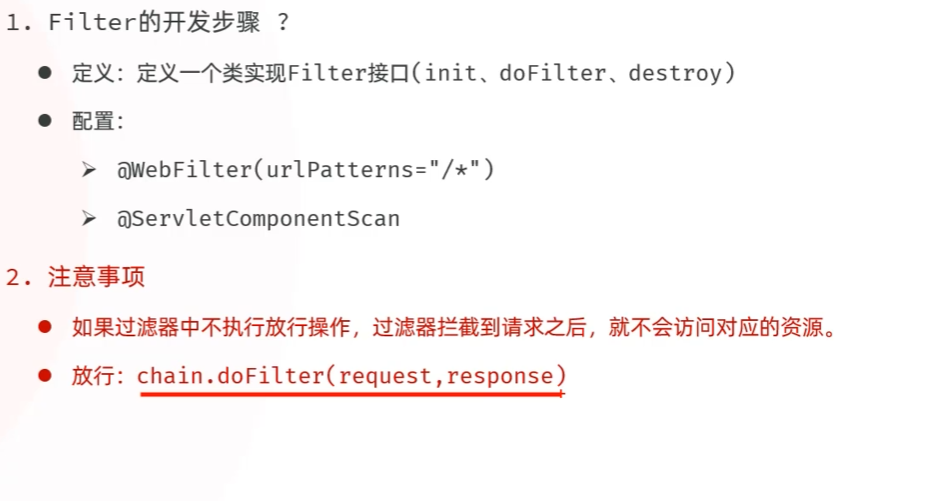 1. Filter的开发步骤 ？
● 定义：定义一个类实现Filter接口(init、doFilter、destroy)
● 配置：
➢ @WebFilter(urlPatterns="/*")
➢ @ServletComponentScan
2. 注意事项
● 如果过滤器中不执行放行操作，过滤器拦截到请求之后，就不会访问对应的资源。
● 放行：chain.doFilter(request,response)